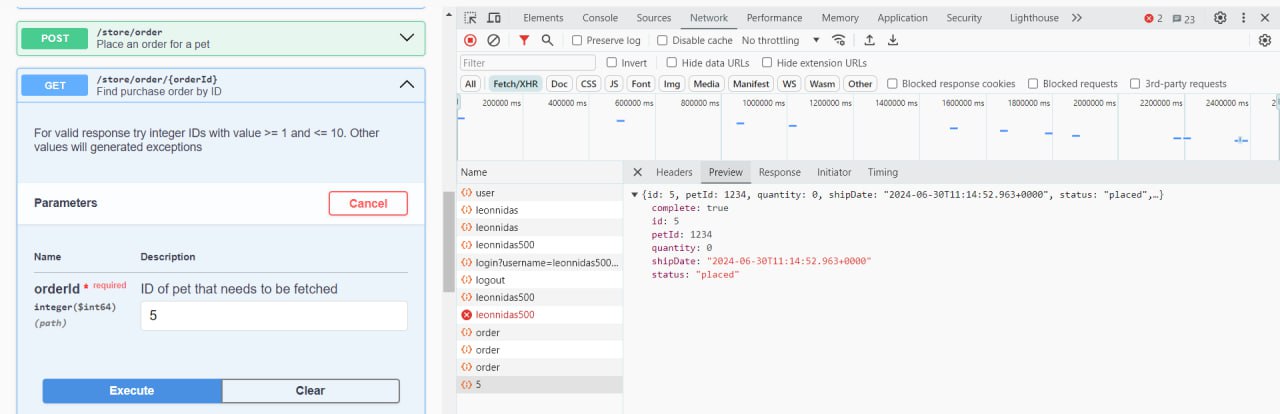 POST /store/order
Place an order for a pet
GET /store/order/{orderId}
Find purchase order by ID
For valid response try integer IDs with value >= 1 and <= 10. Other
values will generated exceptions
Parameters
Cancel
Name Description
orderId * required ID of pet that needs to be fetched
integer($int64)
(path)
5
Execute Clear
Elements Console Sources Network Performance Memory Application Security Lighthouse 2 23
Preserve log Disable cache No throttling
Filter Invert Hide data URLs Hide extension URLs
All Fetch/XHR Doc CSS JS Font Img Media Manifest WS Wasm Other Blocked response cookies Blocked requests 3rd-party requests
200000 ms 400000 ms 600000 ms 800000 ms 1000000 ms 1200000 ms 1400000 ms 1600000 ms 1800000 ms 2000000 ms 2200000 ms 2400000 ms
Name
user
leonnidas
leonnidas
leonnidas500
login?username=leonnidas500...
logout
leonnidas500
leonnidas500
order
order
order
5
Headers Preview Response Initiator Timing
{id: 5, petId: 1234, quantity: 0, shipDate: "2024-06-30T11:14:52.963+0000", status: "placed",…}
complete: true
id: 5
petId: 1234
quantity: 0
shipDate: "2024-06-30T11:14:52.963+0000"
status: "placed"